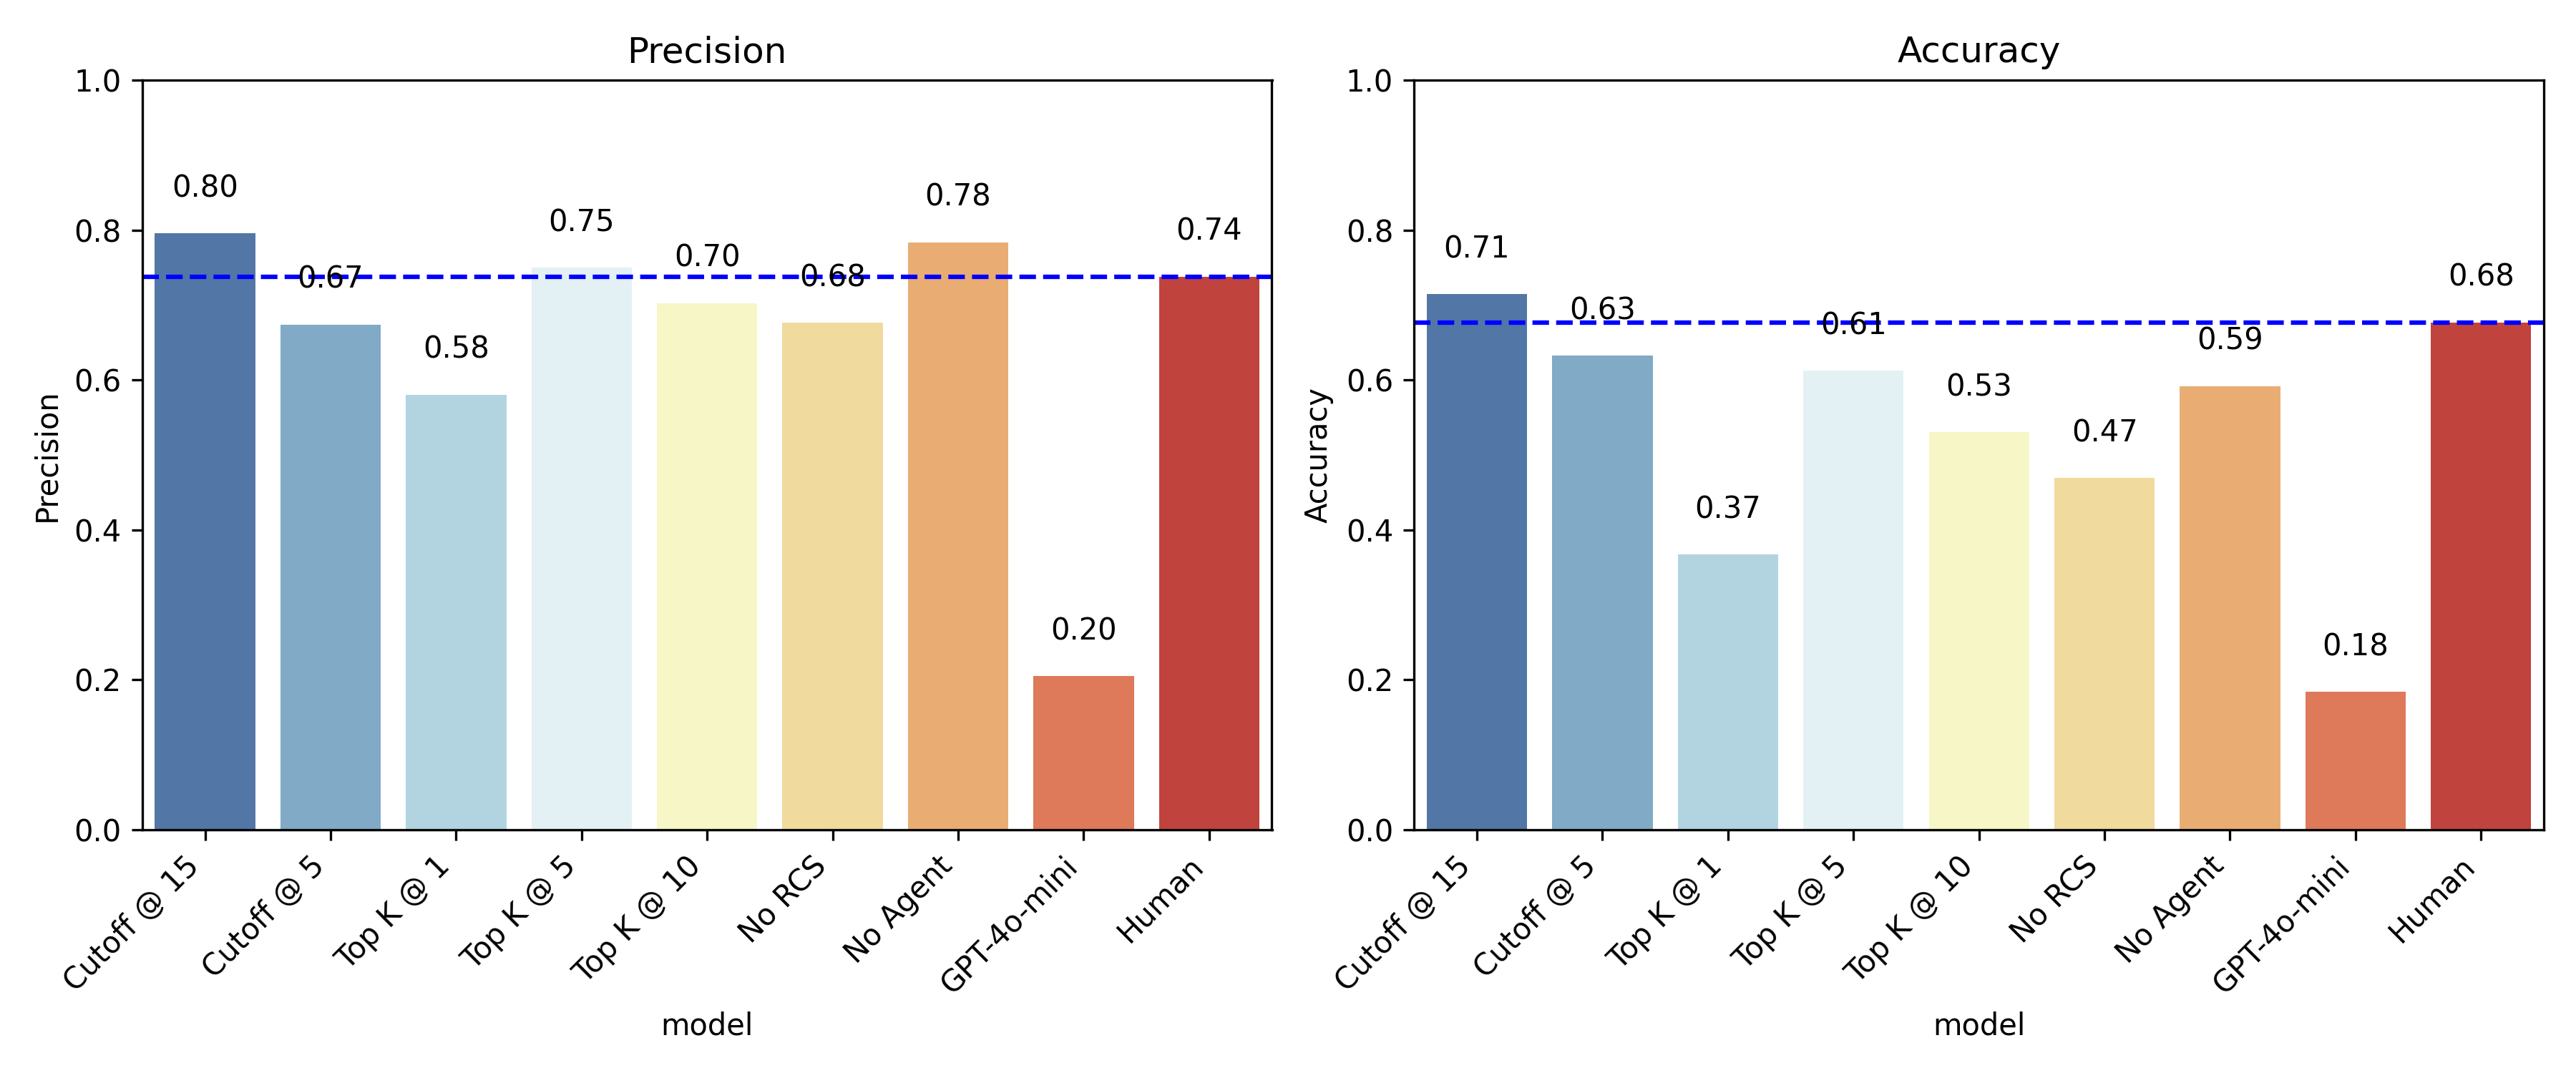 Precision
Precision
1.0
0.8
0.6
0.4
0.2
0.0
0.80
0.67
0.58
0.75
0.70
0.68
0.78
0.20
0.74
Cutoff @ 15
Cutoff @ 5
Top K @ 1
Top K @ 5
Top K @ 10
No RCS
No Agent
GPT-4o-mini
Human
model
Accuracy
Accuracy
1.0
0.8
0.6
0.4
0.2
0.0
0.71
0.63
0.37
0.61
0.53
0.47
0.59
0.18
0.68
Cutoff @ 15
Cutoff @ 5
Top K @ 1
Top K @ 5
Top K @ 10
No RCS
No Agent
GPT-4o-mini
Human
model